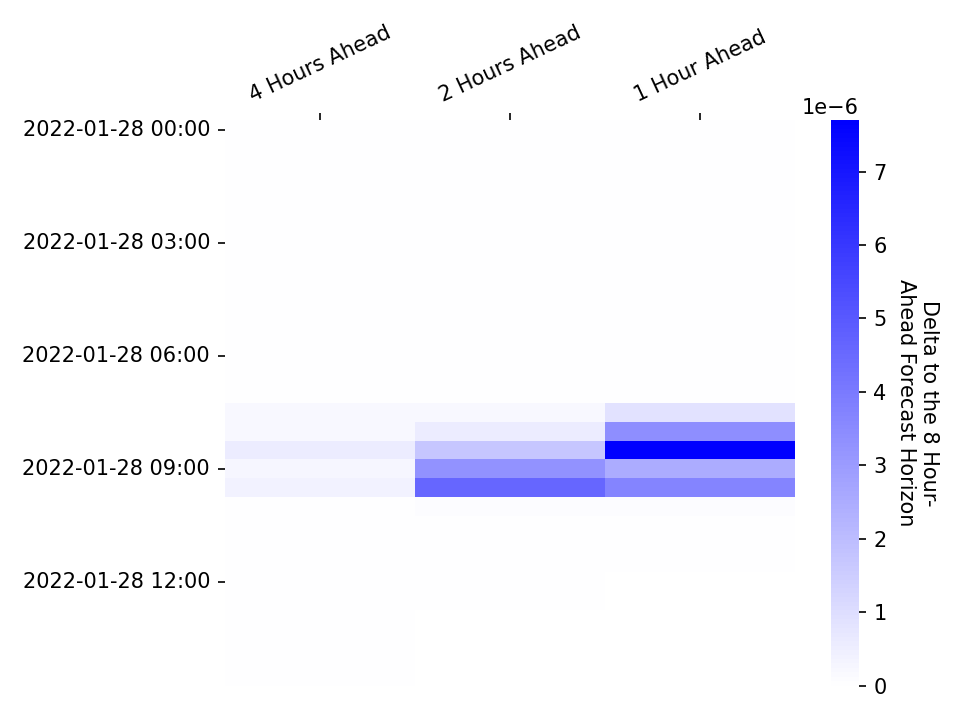 4 Hours Ahead
2 Hours Ahead
1 Hour Ahead
1e−6
2022-01-28 00:00
2022-01-28 03:00
2022-01-28 06:00
2022-01-28 09:00
2022-01-28 12:00
7
6
5
4
3
2
1
0
Delta to the 8 Hour-
Ahead Forecast Horizon